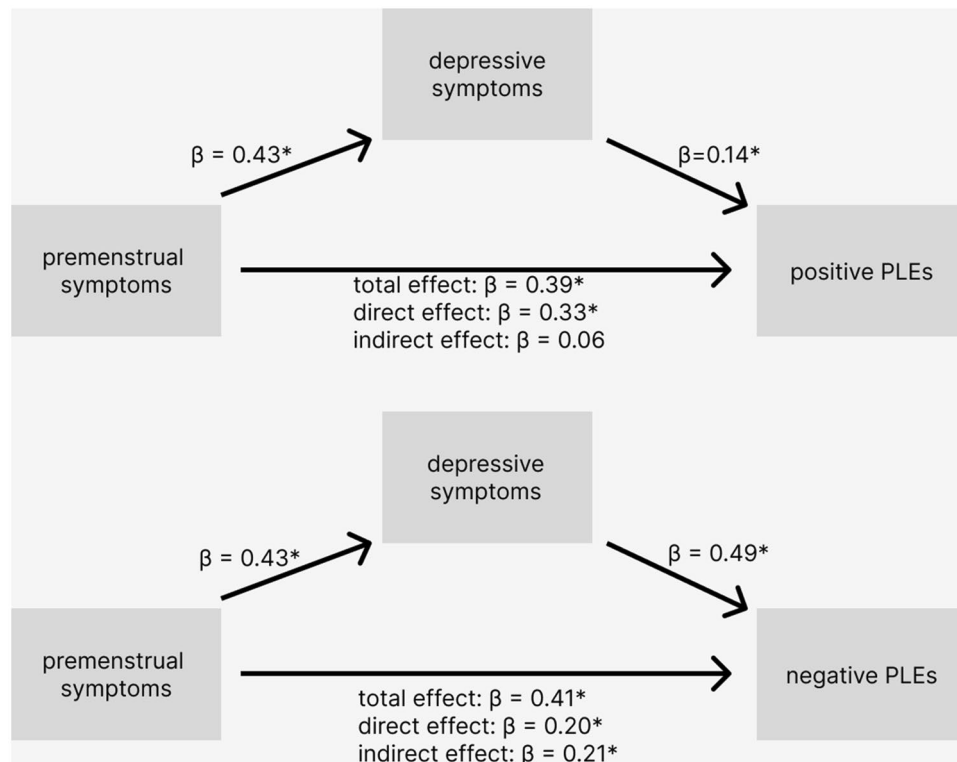 depressive
symptoms
β = 0.43*
β=0.14*
premenstrual
symptoms
positive PLEs
total effect: β = 0.39*
direct effect: β = 0.33*
indirect effect: β = 0.06
depressive
symptoms
β = 0.43*
β = 0.49*
premenstrual
symptoms
negative PLEs
total effect: β = 0.41*
direct effect: β = 0.20*
indirect effect: β = 0.21*